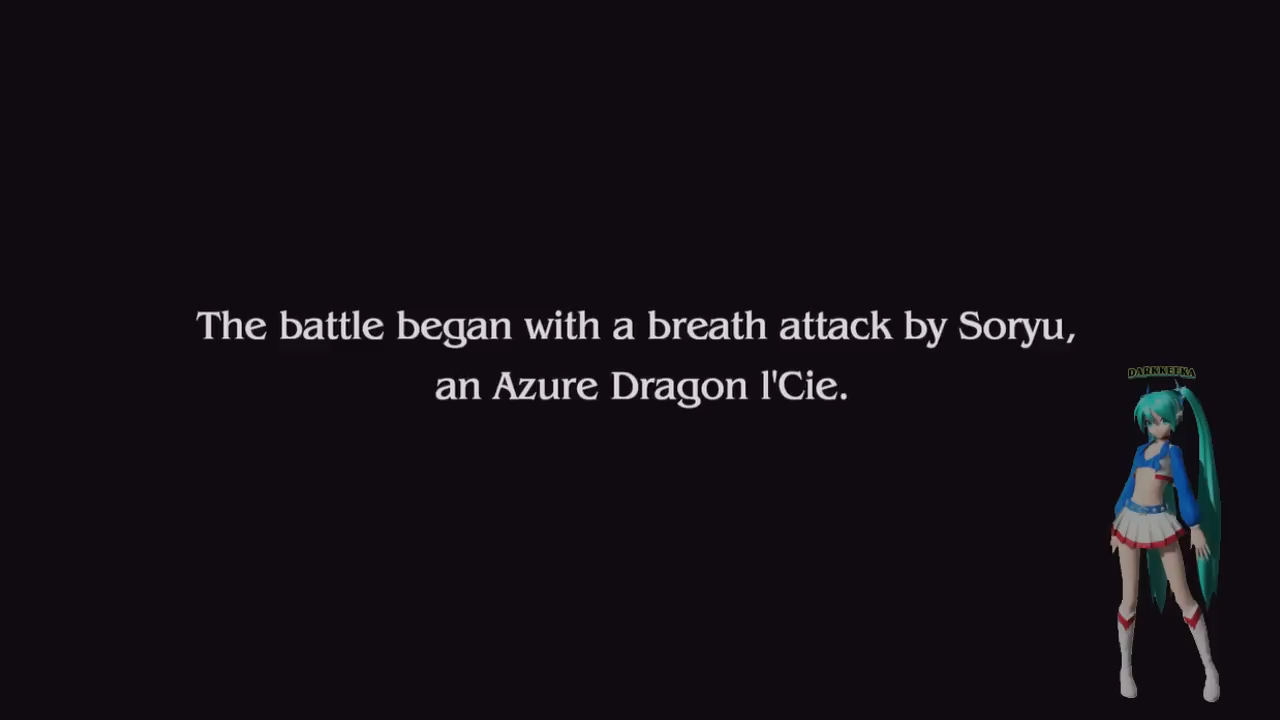 The battle began with a breath attack by Soryu,
an Azure Dragon l'Cie.
DARKKEEKA